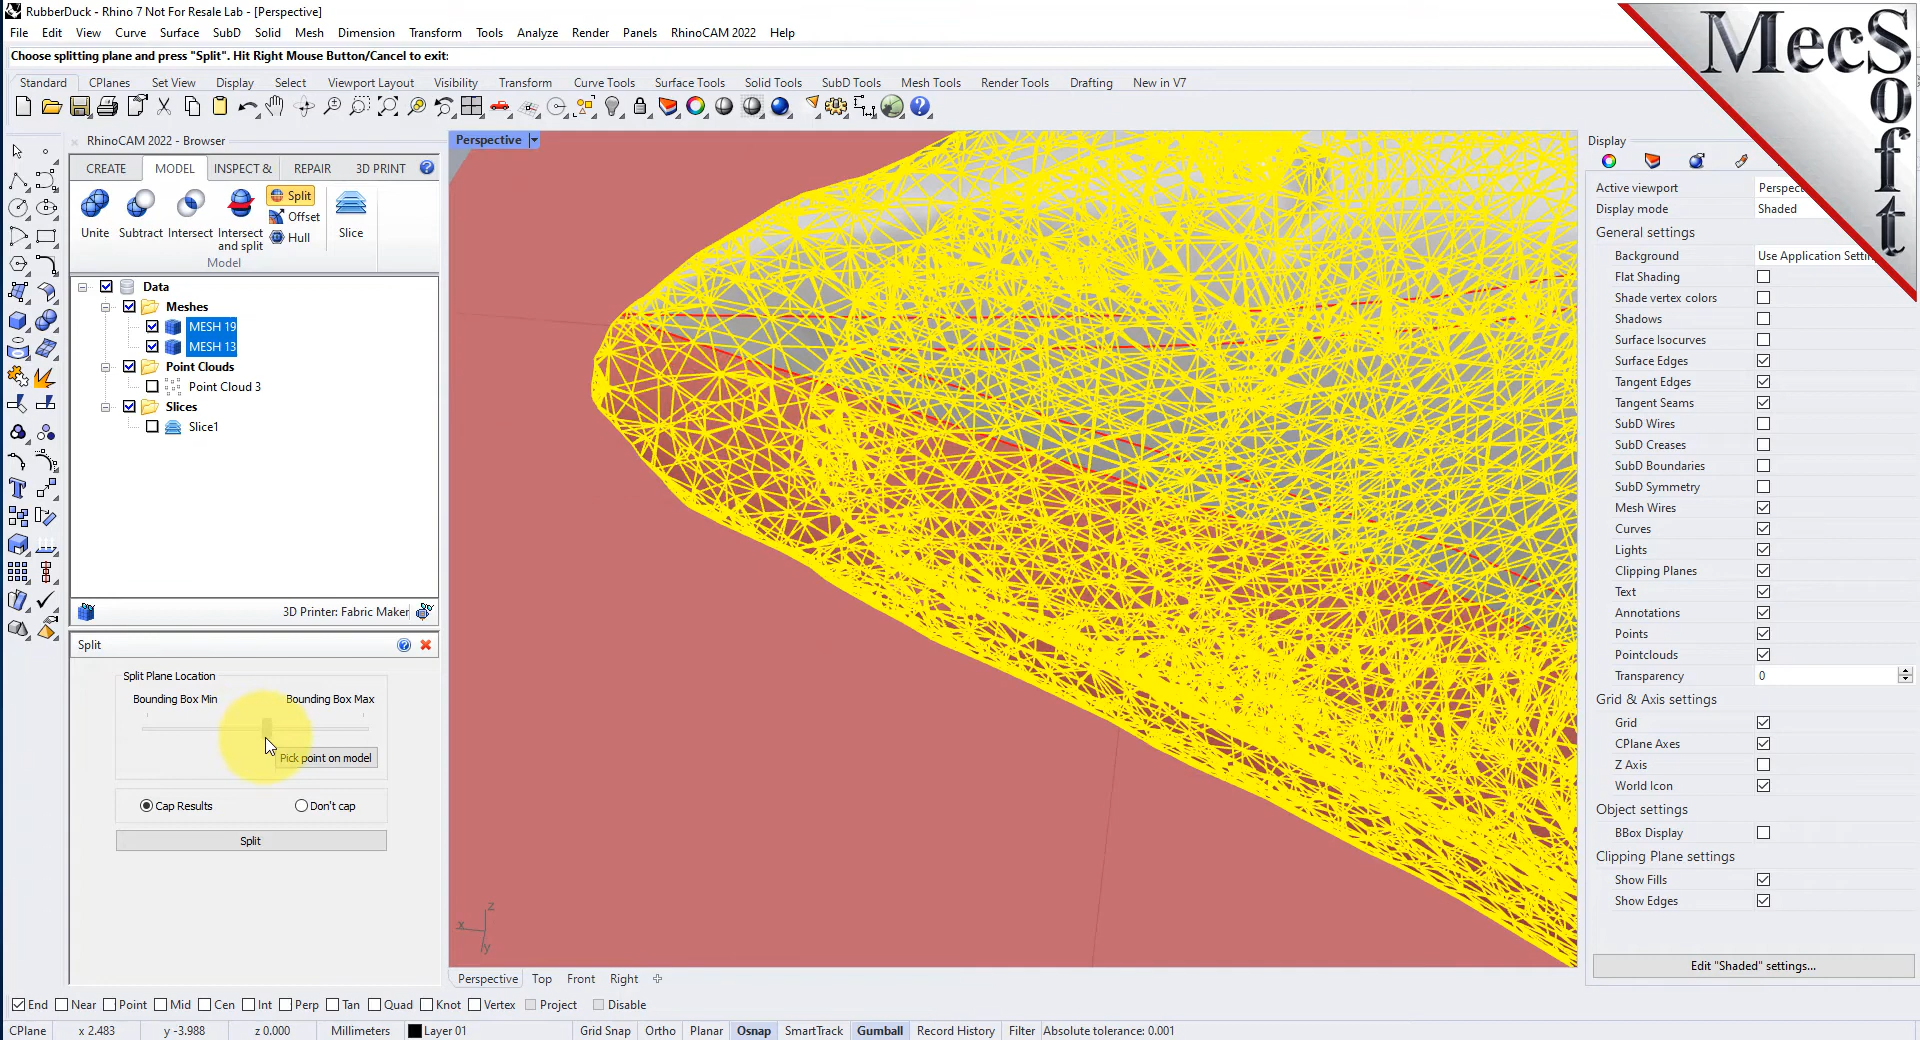 RubberDuck - Rhino 7 Not For Resale Lab - [Perspective]
File Edit View Curve Surface SubD Solid Mesh Dimension Transform Tools Analyze Render Panels RhinoCAM 2022 Help
Choose splitting plane and press "Split". Hit Right Mouse Button/Cancel to exit:
Standard CPlanes Set View Display Select Viewport Layout Visibility Transform Curve Tools Surface Tools Solid Tools SubD Tools Mesh Tools Render Tools Drafting New in V7
MecSoft
RhinoCAM 2022 - Browser
CREATE MODEL INSPECT & REPAIR 3D PRINT
Unite Subtract Intersect Intersect and split Split Offset Hull Slice
Model
Data
Meshes
MESH 19
MESH 13
Point Clouds
Point Cloud 3
Slices
Slice1
3D Printer: Fabric Maker
Split
Split Plane Location
Bounding Box Min Bounding Box Max
Pick point on model
Cap Results Don't cap
Split
Perspective
z
x
y
Perspective Top Front Right
Display
Active viewport Perspec
Display mode Shaded
General settings
Background Use Application Settin
Flat Shading
Shade vertex colors
Shadows
Surface Isocurves
Surface Edges
Tangent Edges
Tangent Seams
SubD Wires
SubD Creases
SubD Boundaries
SubD Symmetry
Mesh Wires
Curves
Lights
Clipping Planes
Text
Annotations
Points
Pointclouds
Transparency 0
Grid & Axis settings
Grid
CPlane Axes
Z Axis
World Icon
Object settings
BBox Display
Clipping Plane settings
Show Fills
Show Edges
Edit "Shaded" settings...
End Near Point Mid Cen Int Perp Tan Quad Knot Vertex Project Disable
CPlane x 2.483 y -3.988 z 0.000 Millimeters Layer 01 Grid Snap Ortho Planar Osnap SmartTrack Gumball Record History Filter Absolute tolerance: 0.001